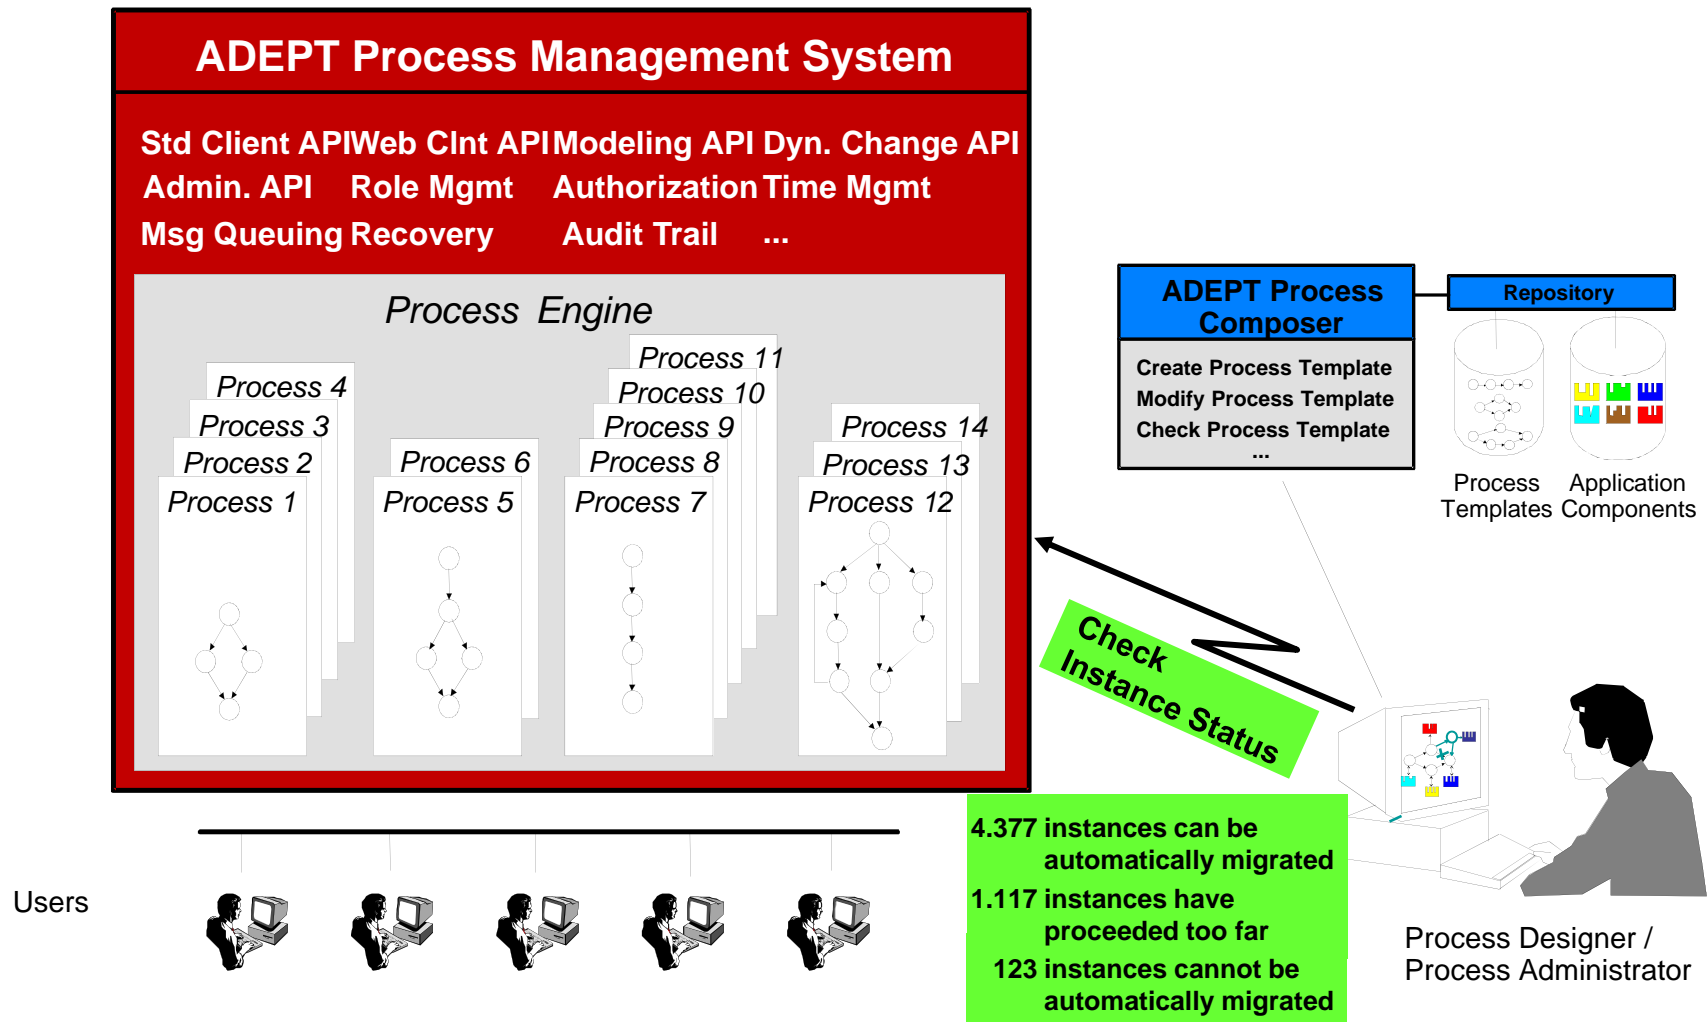 ADEPT Process Management System
Std Client API Web Clnt API Modeling API Dyn. Change API
Admin. API Role Mgmt Authorization Time Mgmt
Msg Queuing Recovery Audit Trail ...
Process Engine
Process 4
Process 3
Process 2
Process 1
Process 6
Process 5
Process 11
Process 10
Process 9
Process 8
Process 7
Process 14
Process 13
Process 12
ADEPT Process
Composer
Create Process Template
Modify Process Template
Check Process Template
...
Repository
Process
Templates
Application
Components
Check
Instance Status
4.377 instances can be
automatically migrated
1.117 instances have
proceeded too far
123 instances cannot be
automatically migrated
Users
Process Designer /
Process Administrator